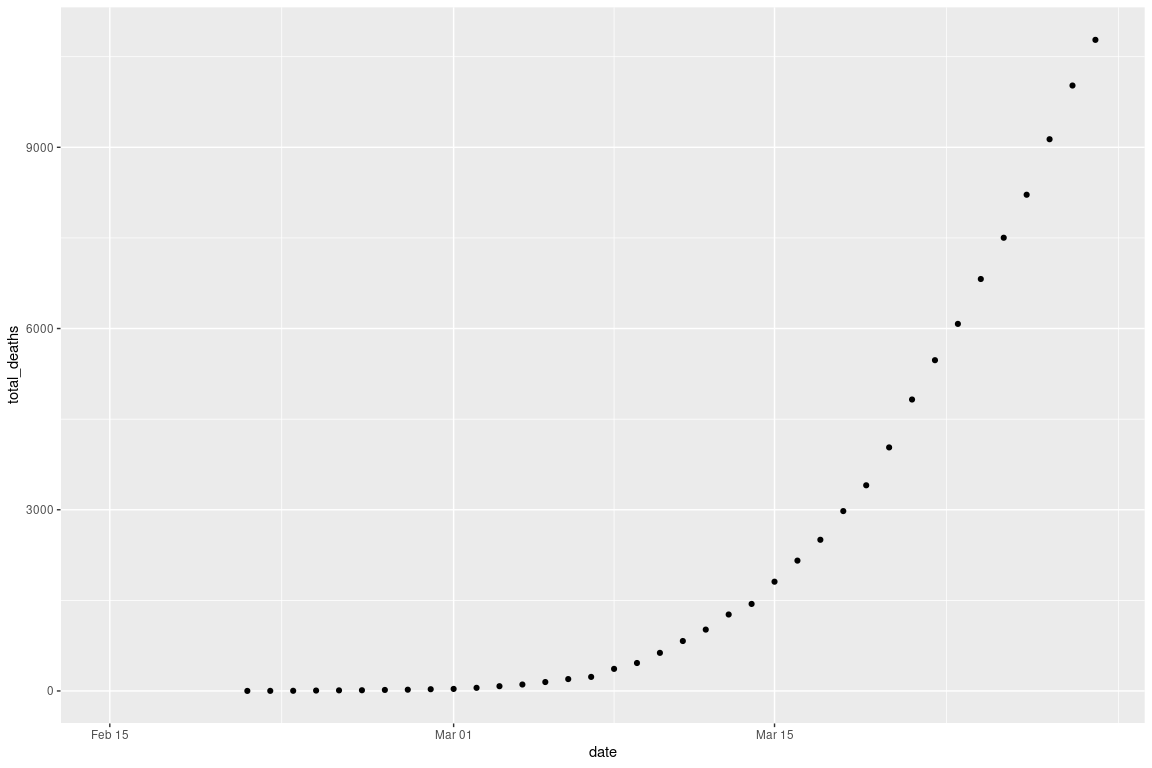 9000
6000
3000
0
total_deaths
Feb 15
Mar 01
Mar 15
date